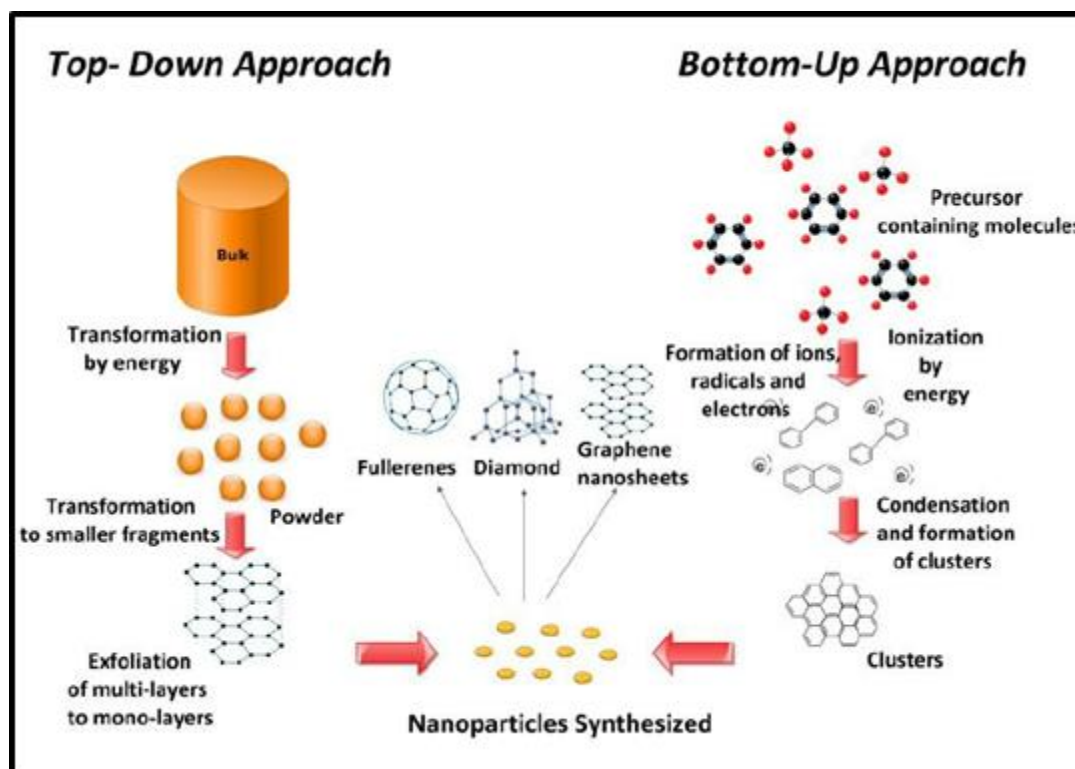 Top- Down Approach
Bottom-Up Approach
Bulk
Transformation
by energy
Powder
Transformation
to smaller fragments
Exfoliation
of multi-layers
to mono-layers
Fullerenes
Diamond
Graphene
nanosheets
Nanoparticles Synthesized
Precursor
containing molecules
Ionization
by
energy
Formation of ions,
radicals and
electrons
e
e
e
e
Condensation
and formation
of clusters
Clusters